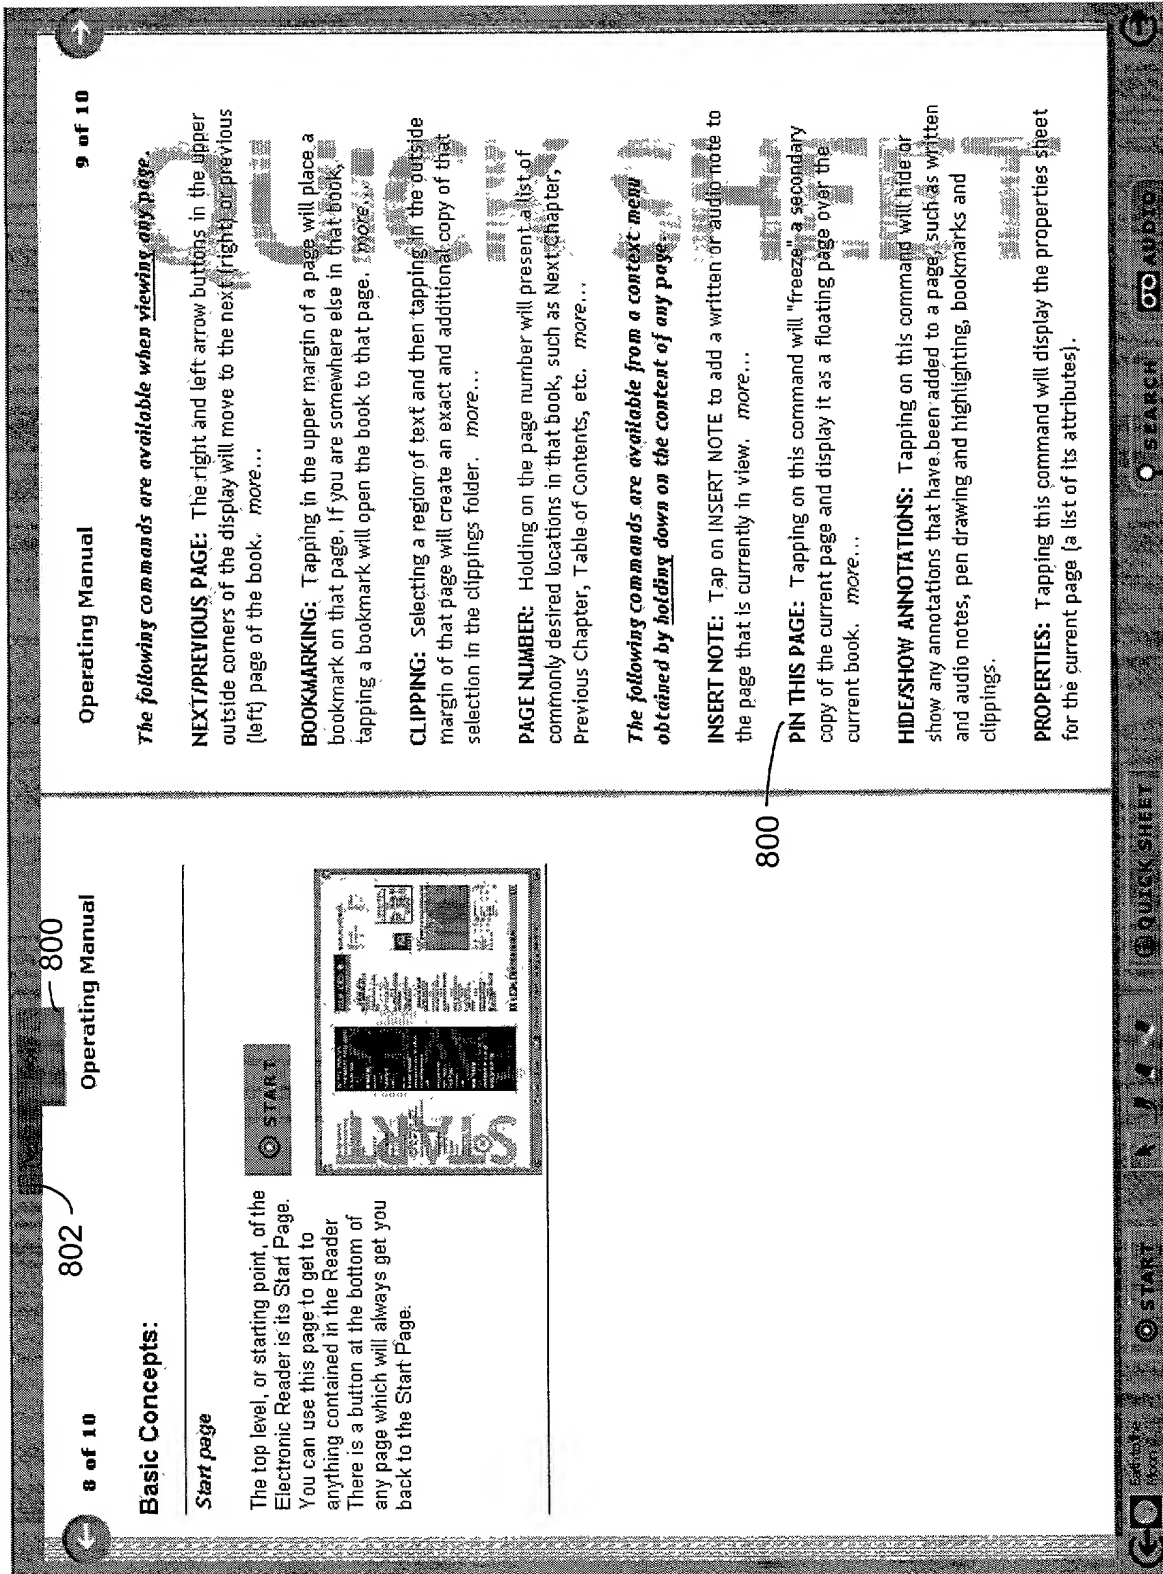 8 of 10
Operating Manual
800
802
Basic Concepts:
Start page
The top level, or starting point, of the
Electronic Reader is its Start Page.
You can use this page to get to
anything contained in the Reader
There is a button at the bottom of
any page which will always get you
back to the Start Page.
START
START
Operating Manual
9 of 10
QUICK SHEET
The following commands are available when viewing any page.
NEXT/PREVIOUS PAGE: The right and left arrow buttons in the upper
outside corners of the display will move to the next (right) or previous
(left) page of the book. more...
BOOKMARKING: Tapping in the upper margin of a page will place a
bookmark on that page. If you are somewhere else in that book,
tapping a bookmark will open the book to that page. more...
CLIPPING: Selecting a region of text and then tapping in the outside
margin of that page will create an exact and additional copy of that
selection in the clippings folder. more...
PAGE NUMBER: Holding on the page number will present a list of
commonly desired locations in that book, such as Next Chapter,
Previous Chapter, Table of Contents, etc. more...
The following commands are available from a context menu
obtained by holding down on the content of any page.
INSERT NOTE: Tap on INSERT NOTE to add a written or audio note to
the page that is currently in view. more...
800
PIN THIS PAGE: Tapping on this command will "freeze" a secondary
copy of the current page and display it as a floating page over the
current book. more...
HIDE/SHOW ANNOTATIONS: Tapping on this command will hide or
show any annotations that have been added to a page, such as written
and audio notes, pen drawing and highlighting, bookmarks and
clippings.
PROPERTIES: Tapping this command will display the properties sheet
for the current page (a list of its attributes).
START
QUICK SHEET
SEARCH
AUDIO